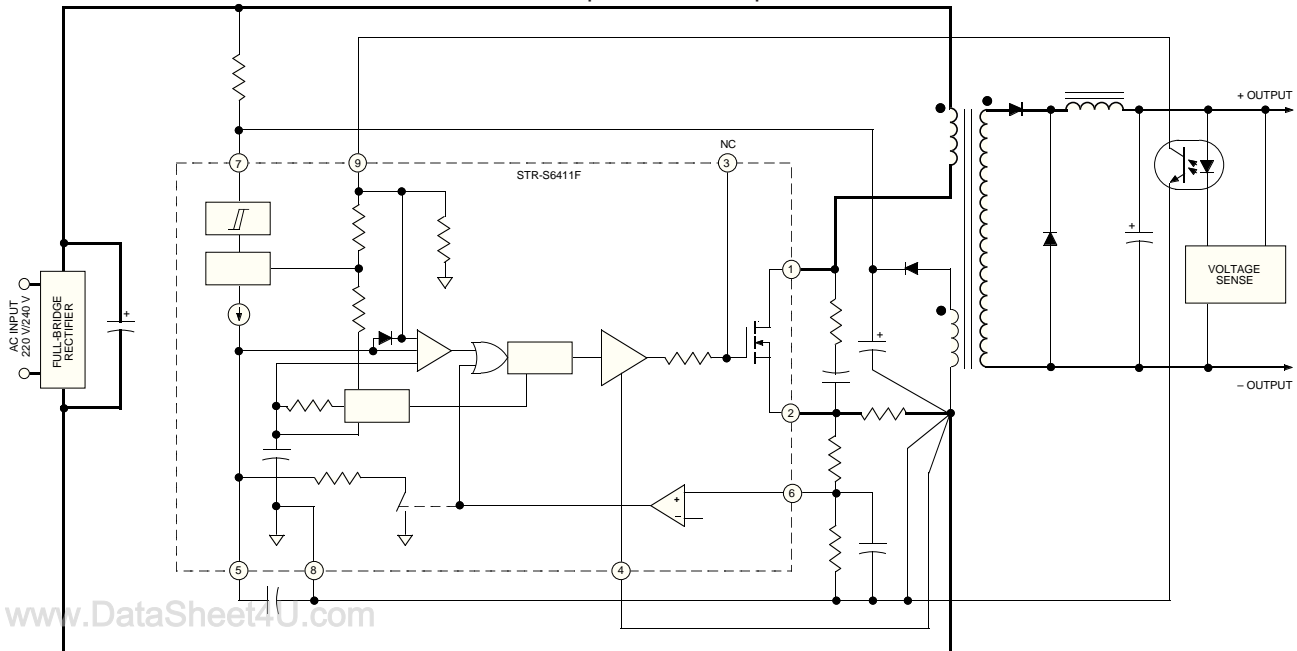 + OUTPUT
NC
7
9
3
STR-S6411F
1
VOLTAGE
SENSE
AC INPUT
220 V/240 V
FULL-BRIDGE
RECTIFIER
+
+
+
– OUTPUT
2
6
+
–
5
8
4
www.DataSheet4U.com